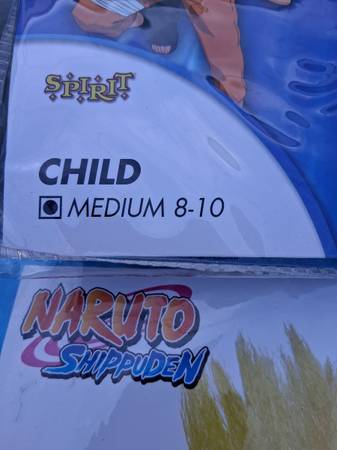 SPIRIT
CHILD
MEDIUM 8-10
NARUTO
SHIPPUDEN